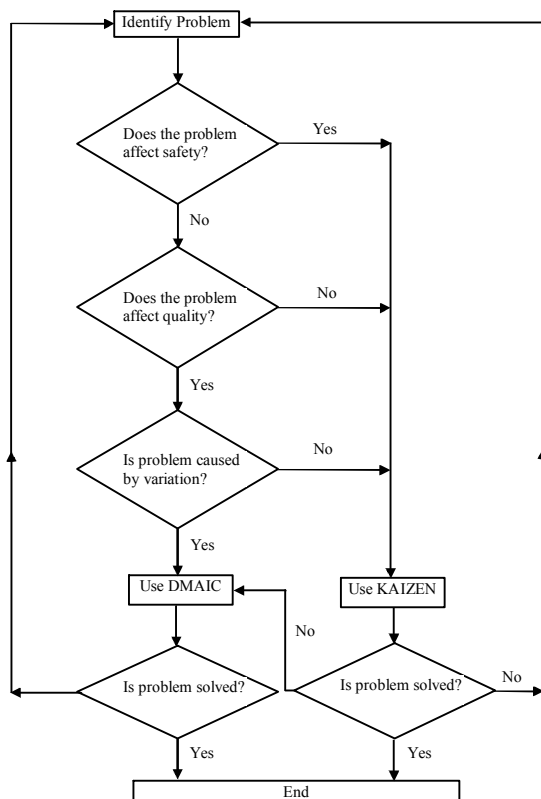 Identify Problem
Does the problem
affect safety?
Yes
No
Does the problem
affect quality?
No
Yes
Is problem caused
by variation?
No
Yes
Use DMAIC
Use KAIZEN
No
Is problem solved?
Is problem solved?
No
Yes
Yes
End